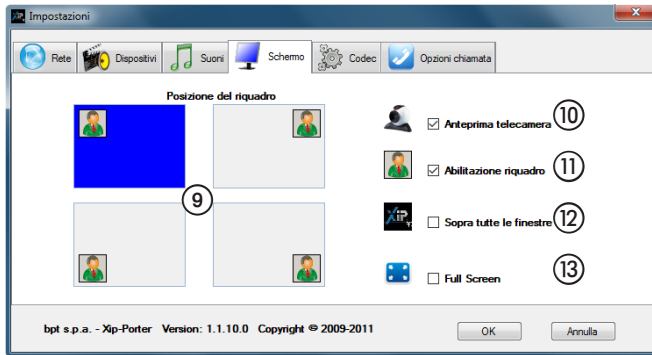 Impostazioni
Rete Dispositivi Suoni Schermo Codec Opzioni chiamata
Posizione del riquadro
Anteprima telecamera 10
Abilitazione riquadro 11
9
XiP Sopra tutte le finestre 12
Full Screen 13
bpt s.p.a. - Xip-Porter Version: 1.1.10.0 Copyright © 2009-2011 OK Annulla